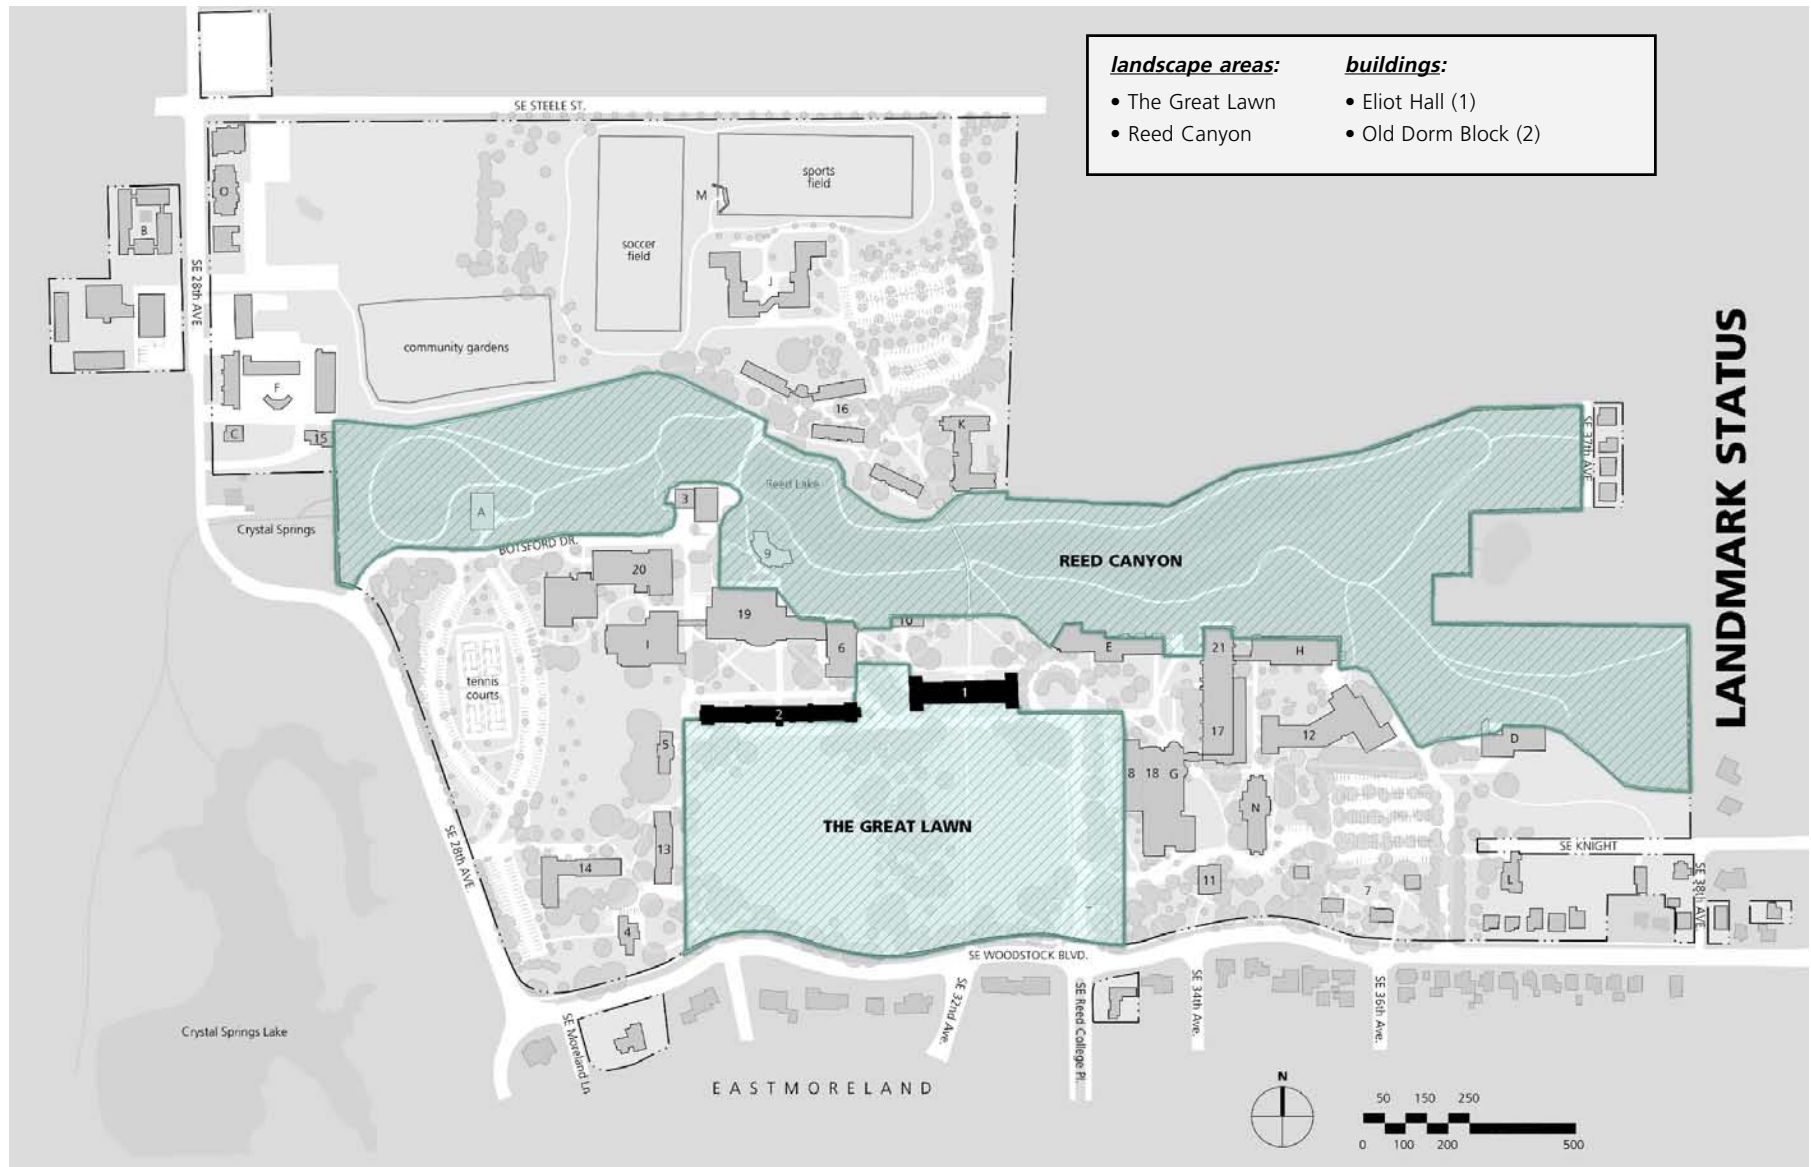 landscape areas:
• The Great Lawn
• Reed Canyon
buildings:
• Eliot Hall (1)
• Old Dorm Block (2)
LANDMARK STATUS
SE STEELE ST.
sports
field
M
O
B
soccer
field
SE 28th AVE
J
community gardens
F
16
K
C
15
SE 37th AVE
Reed Lake
3
A
Crystal Springs
BOTSFORD DR.
9
REED CANYON
20
19
10
I
6
E
21
H
tennis
courts
1
2
5
17
12
D
8
18
G
N
THE GREAT LAWN
SE 28th AVE.
13
14
11
7
L
SE KNIGHT
SE 38th AVE.
4
SE WOODSTOCK BLVD.
SE 32nd Ave.
SE Reed College Pl.
SE 34th Ave.
SE 36th Ave.
SE Moreland Ln
Crystal Springs Lake
EASTMORELAND
N
50 150 250
0 100 200 500